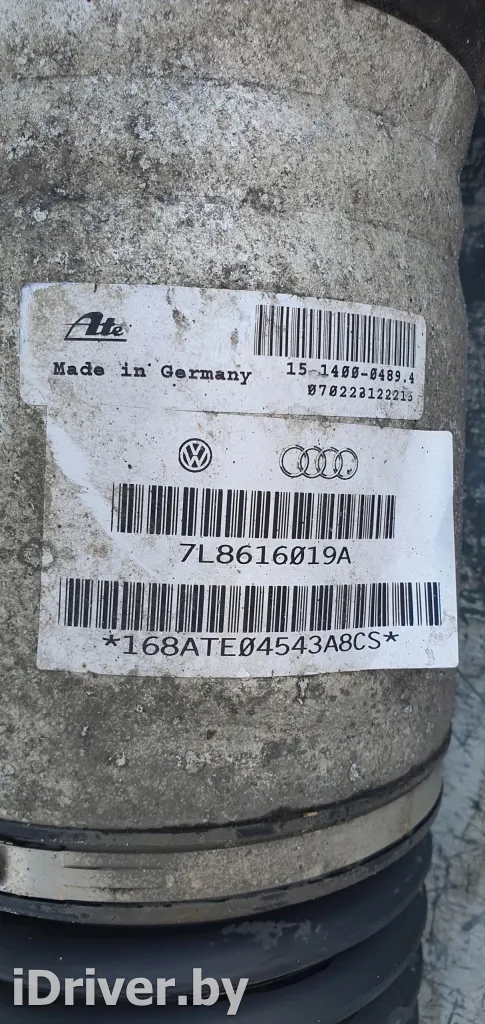 Ate
Made in Germany
15-1400-0489.4
070223122215
7L8616019A
*168ATE04543A8CS*
iDriver.by